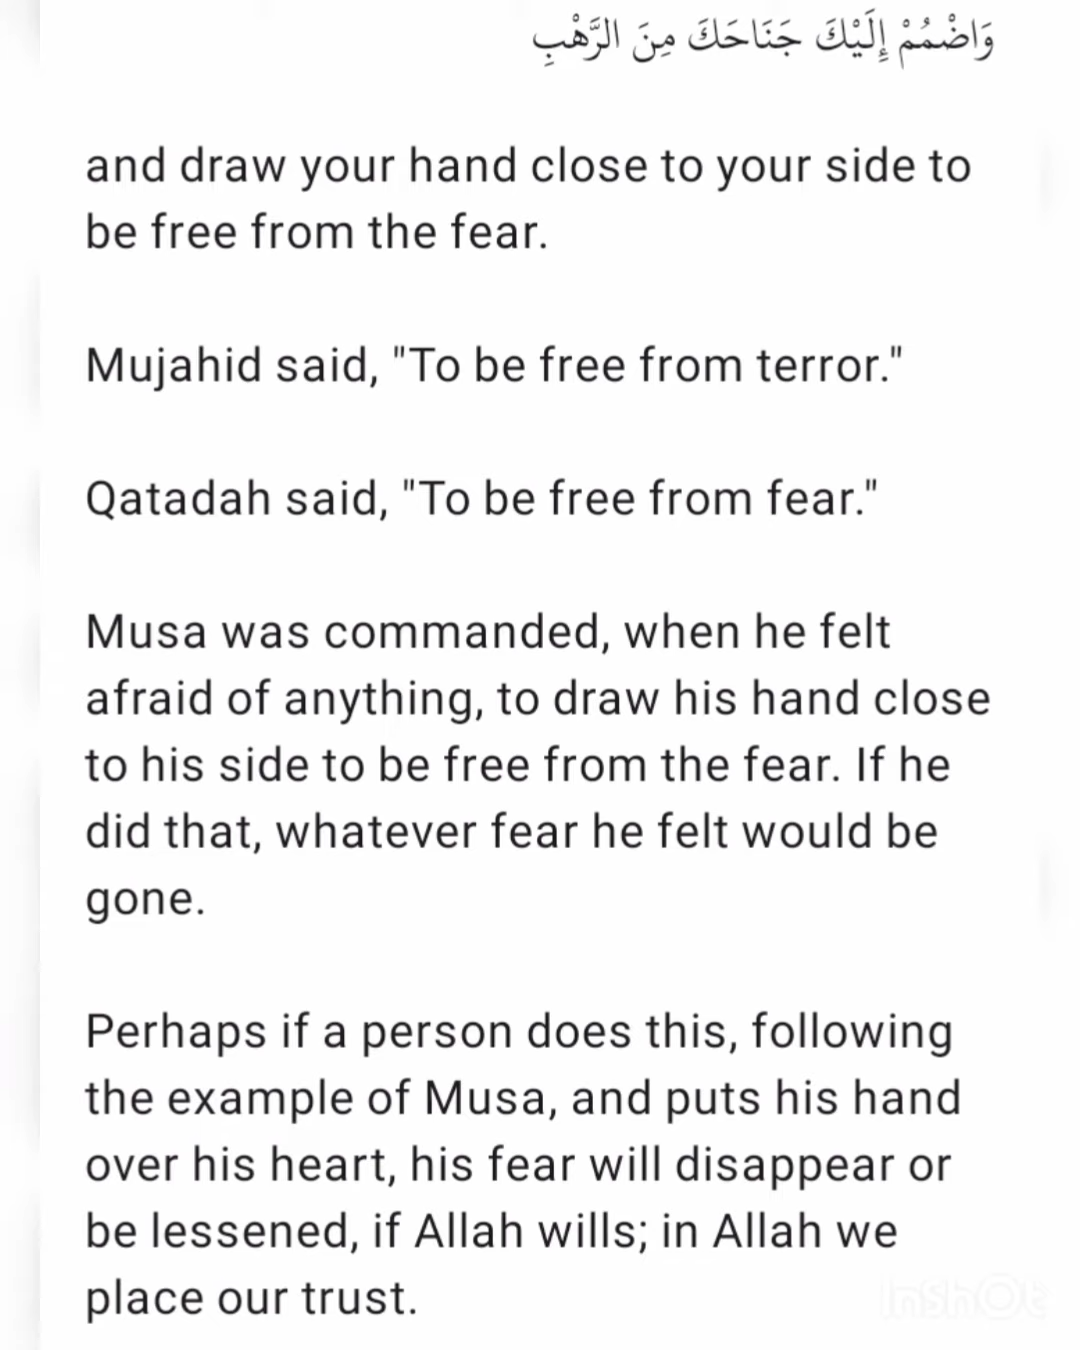 وَاضْمُمْ إِلَيْكَ جَنَاحَكَ مِنَ الرَّهْبِ
and draw your hand close to your side to
be free from the fear.
Mujahid said, "To be free from terror."
Qatadah said, "To be free from fear."
Musa was commanded, when he felt
afraid of anything, to draw his hand close
to his side to be free from the fear. If he
did that, whatever fear he felt would be
gone.
Perhaps if a person does this, following
the example of Musa, and puts his hand
over his heart, his fear will disappear or
be lessened, if Allah wills; in Allah we
place our trust.
InShOt